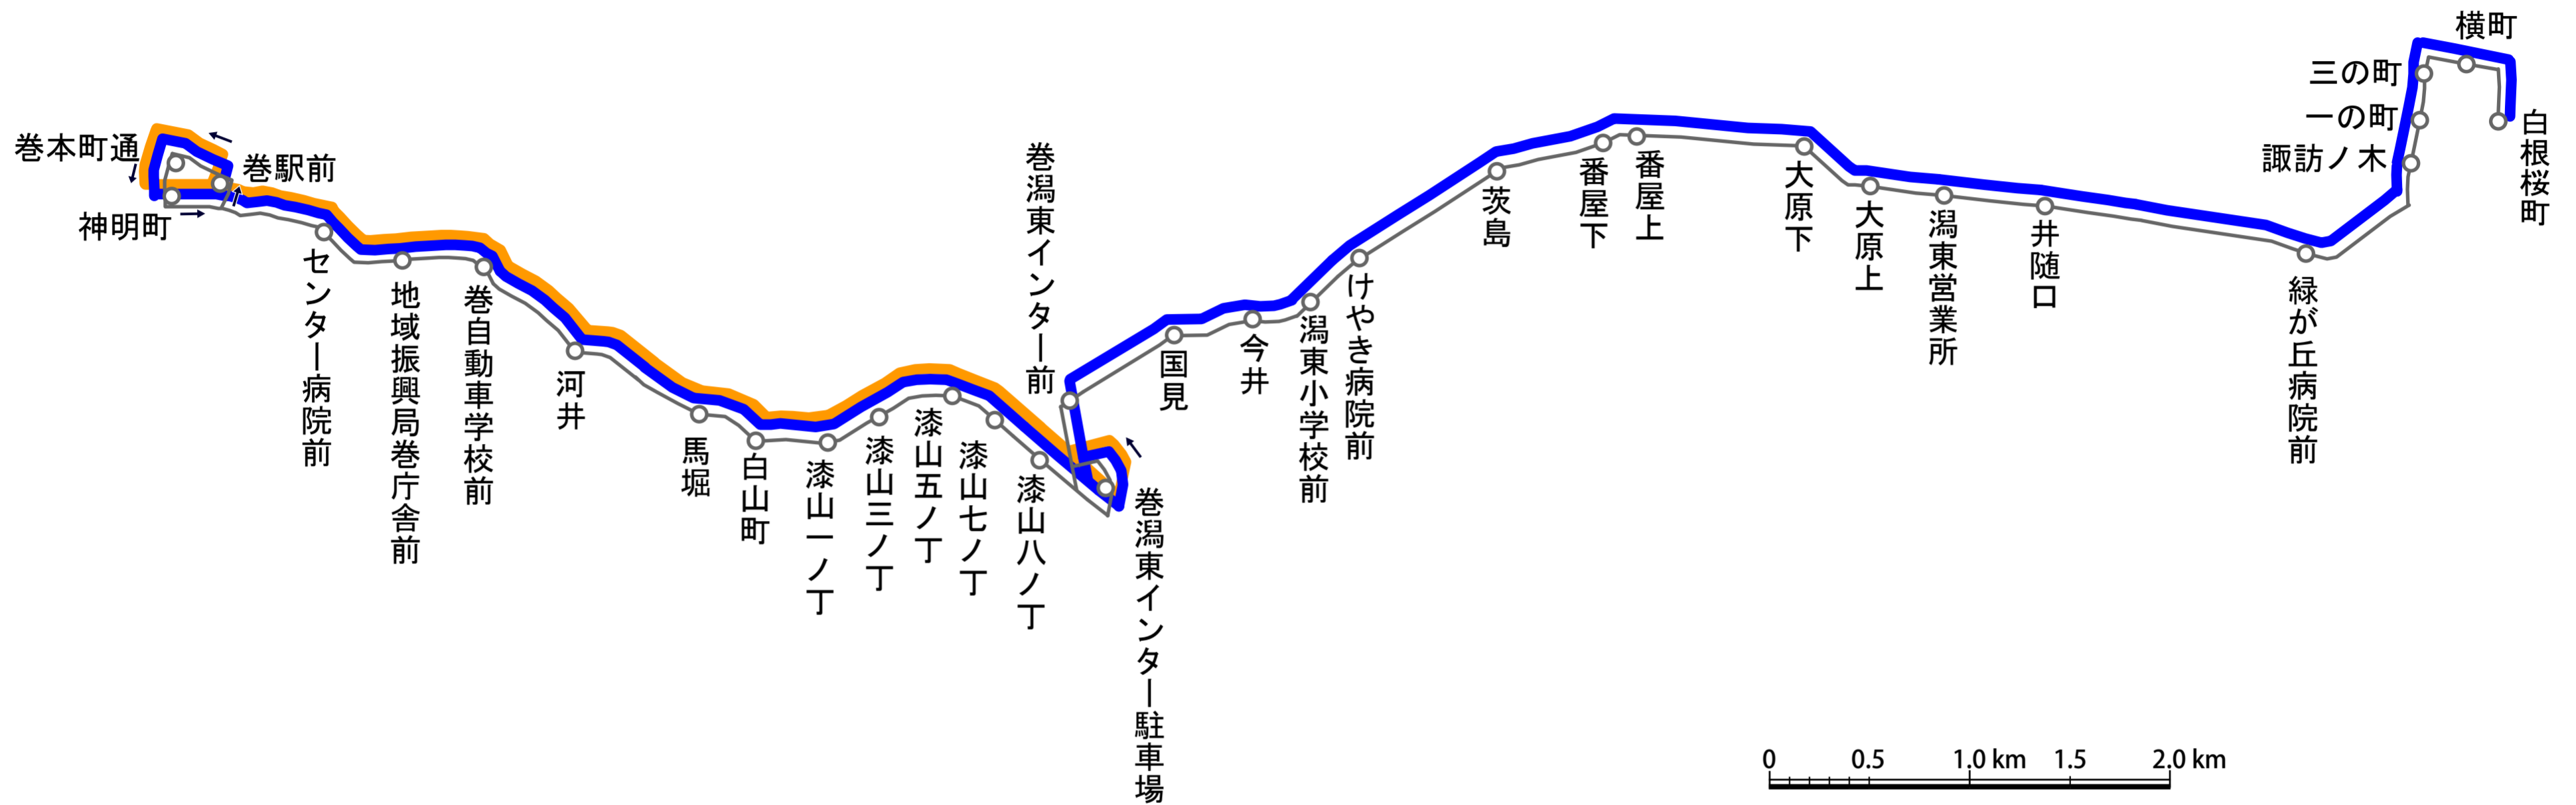 巻本町通
巻駅前
神明町
センター病院前
地域振興局巻庁舎前
巻自動車学校前
河井
馬堀
白山町
漆山一ノ丁
漆山三ノ丁
漆山五ノ丁
漆山七ノ丁
漆山八ノ丁
巻潟東インター前
巻潟東インター駐車場
国見
今井
潟東小学校前
けやき病院前
茨島
番屋下
番屋上
大原下
大原上
潟東営業所
井随口
緑が丘病院前
諏訪ノ木
一の町
三の町
横町
白根桜町
0 0.5 1.0 km 1.5 2.0 km